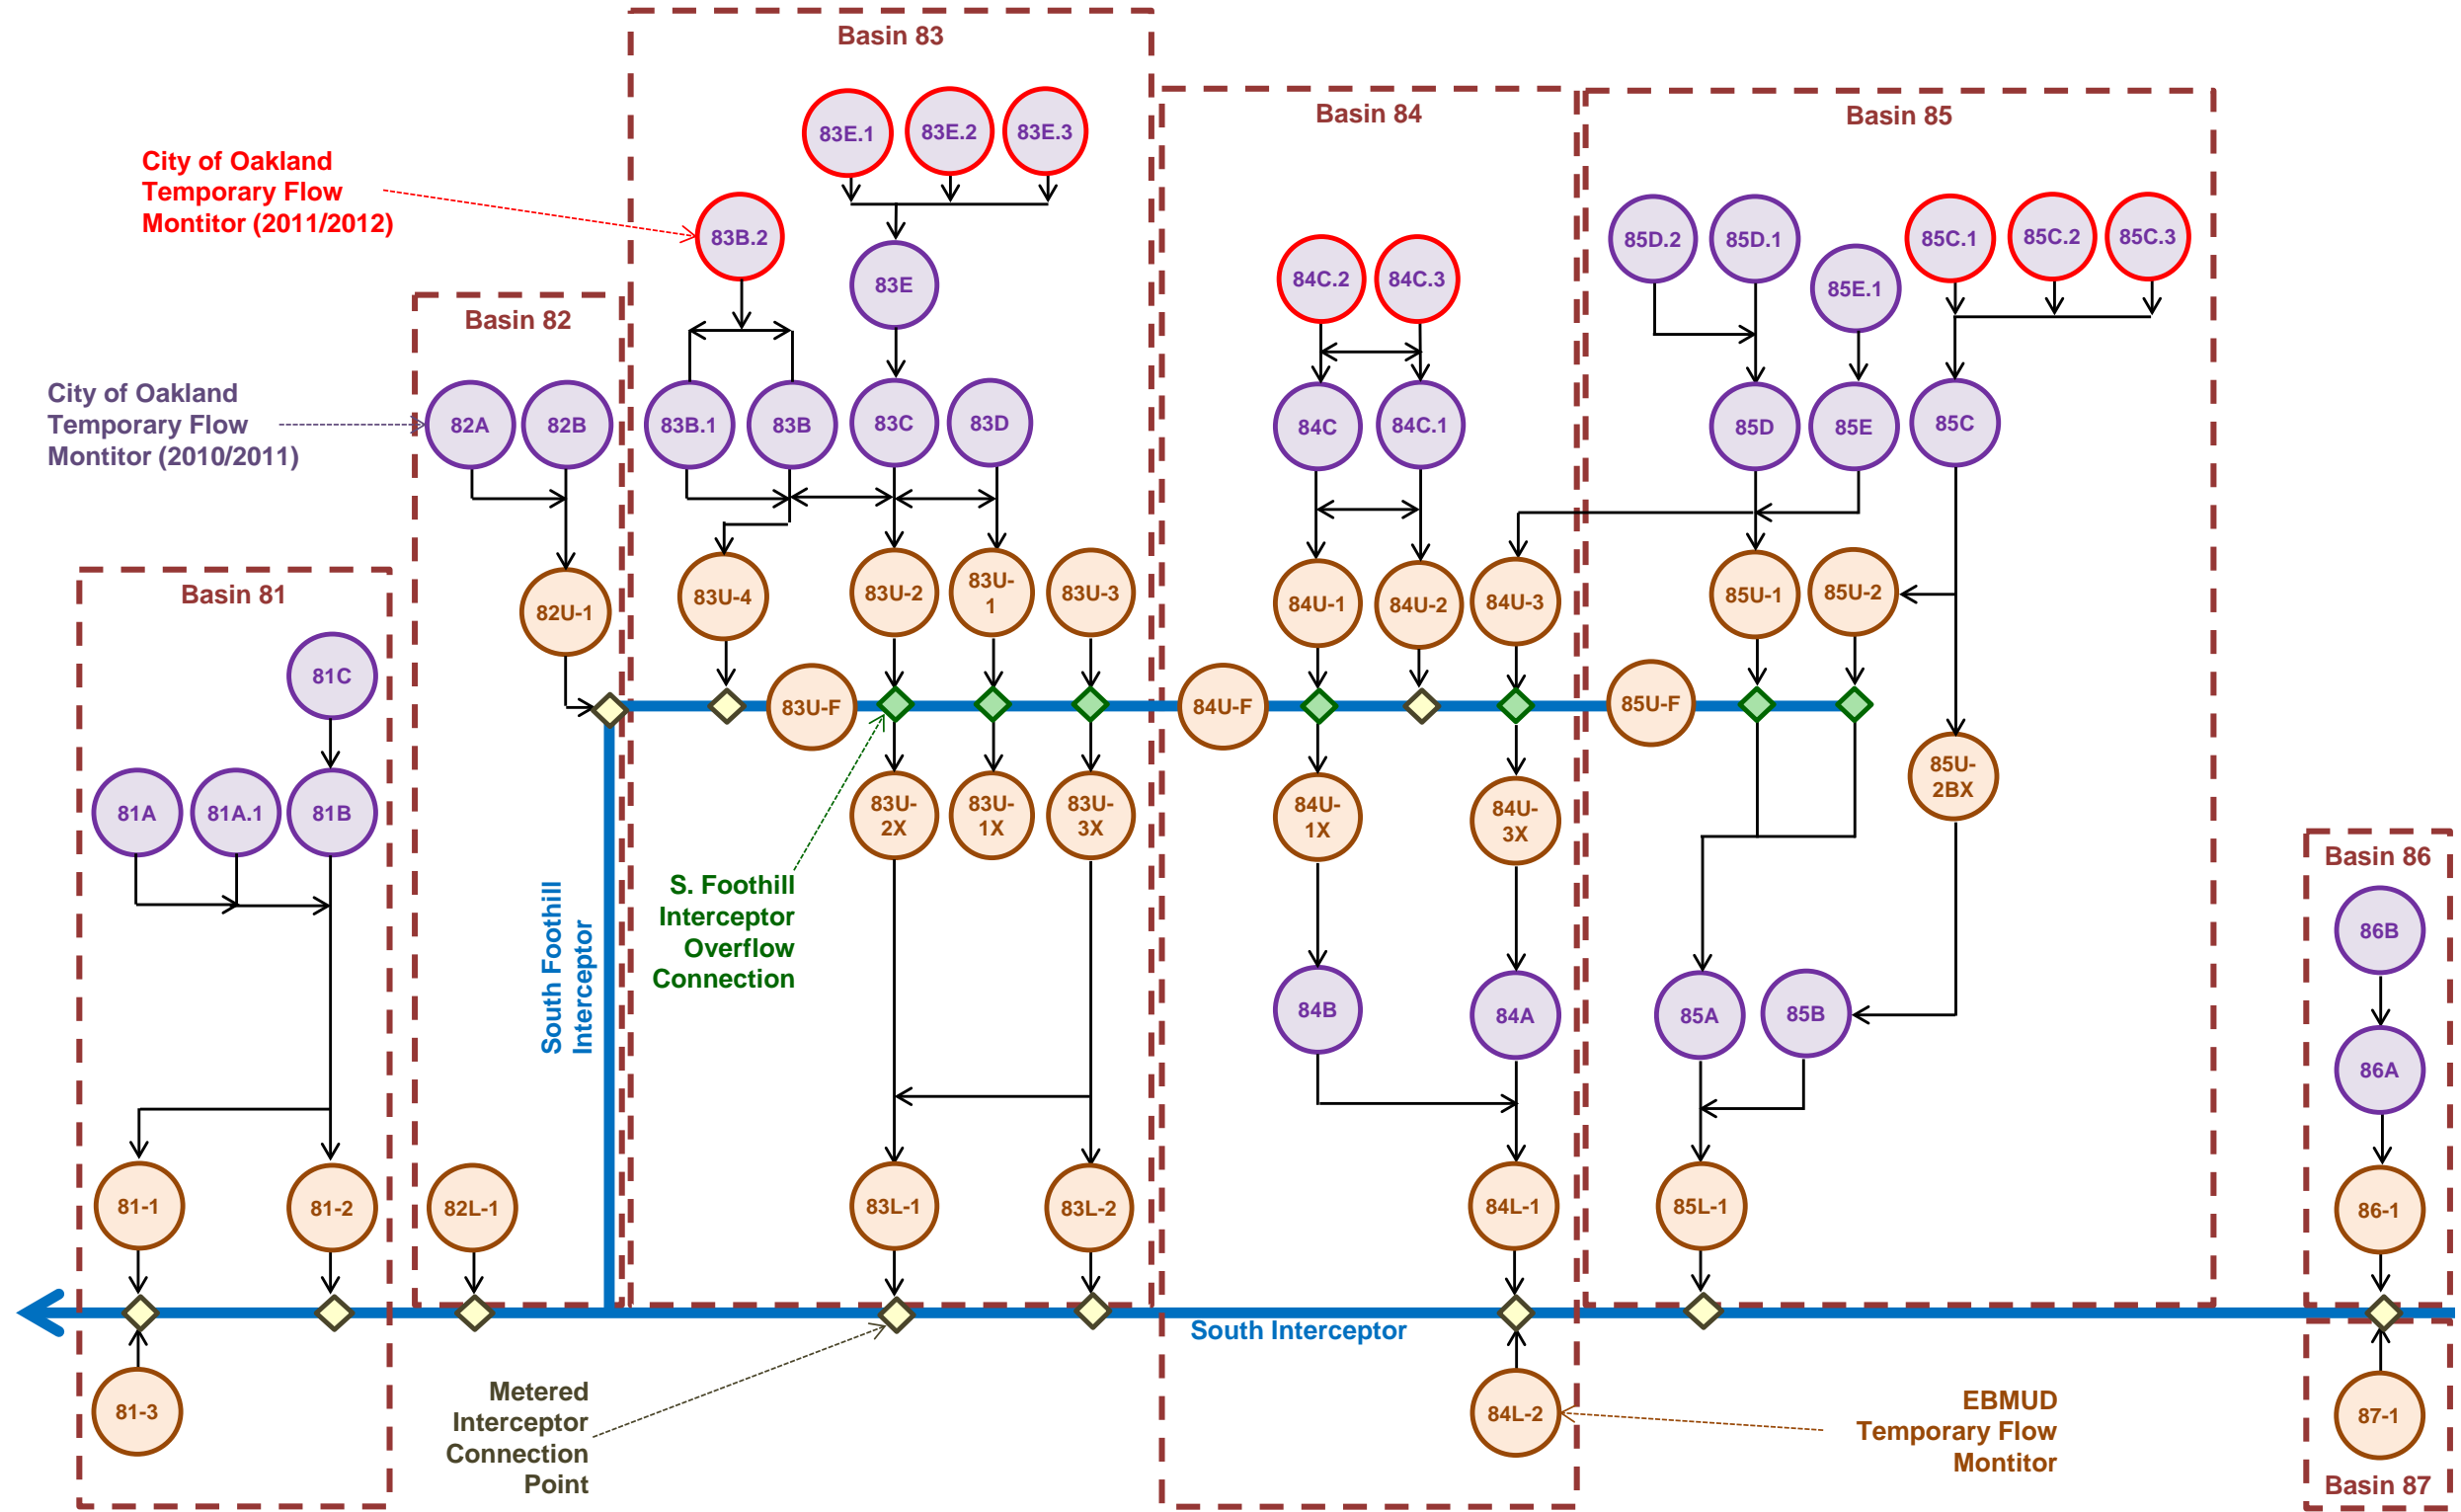 Basin 83
83E.1
83E.2
83E.3
Basin 84
Basin 85
City of Oakland
Temporary Flow
Montitor (2011/2012)
83B.2
83E
84C.2
84C.3
85D.2
85D.1
85E.1
85C.1
85C.2
85C.3
Basin 82
City of Oakland
Temporary Flow
Montitor (2010/2011)
82A
82B
83B.1
83B
83C
83D
84C
84C.1
85D
85E
85C
Basin 81
82U-1
83U-4
83U-2
83U-
1
83U-3
84U-1
84U-2
84U-3
85U-1
85U-2
81C
83U-F
84U-F
85U-F
81A
81A.1
81B
83U-
2X
83U-
1X
83U-
3X
84U-
1X
84U-
3X
85U-
2BX
South Foothill
Interceptor
S. Foothill
Interceptor
Overflow
Connection
84B
84A
85A
85B
Basin 86
86B
86A
81-1
81-2
82L-1
83L-1
83L-2
84L-1
85L-1
86-1
South Interceptor
81-3
Metered
Interceptor
Connection
Point
84L-2
EBMUD
Temporary Flow
Montitor
87-1
Basin 87